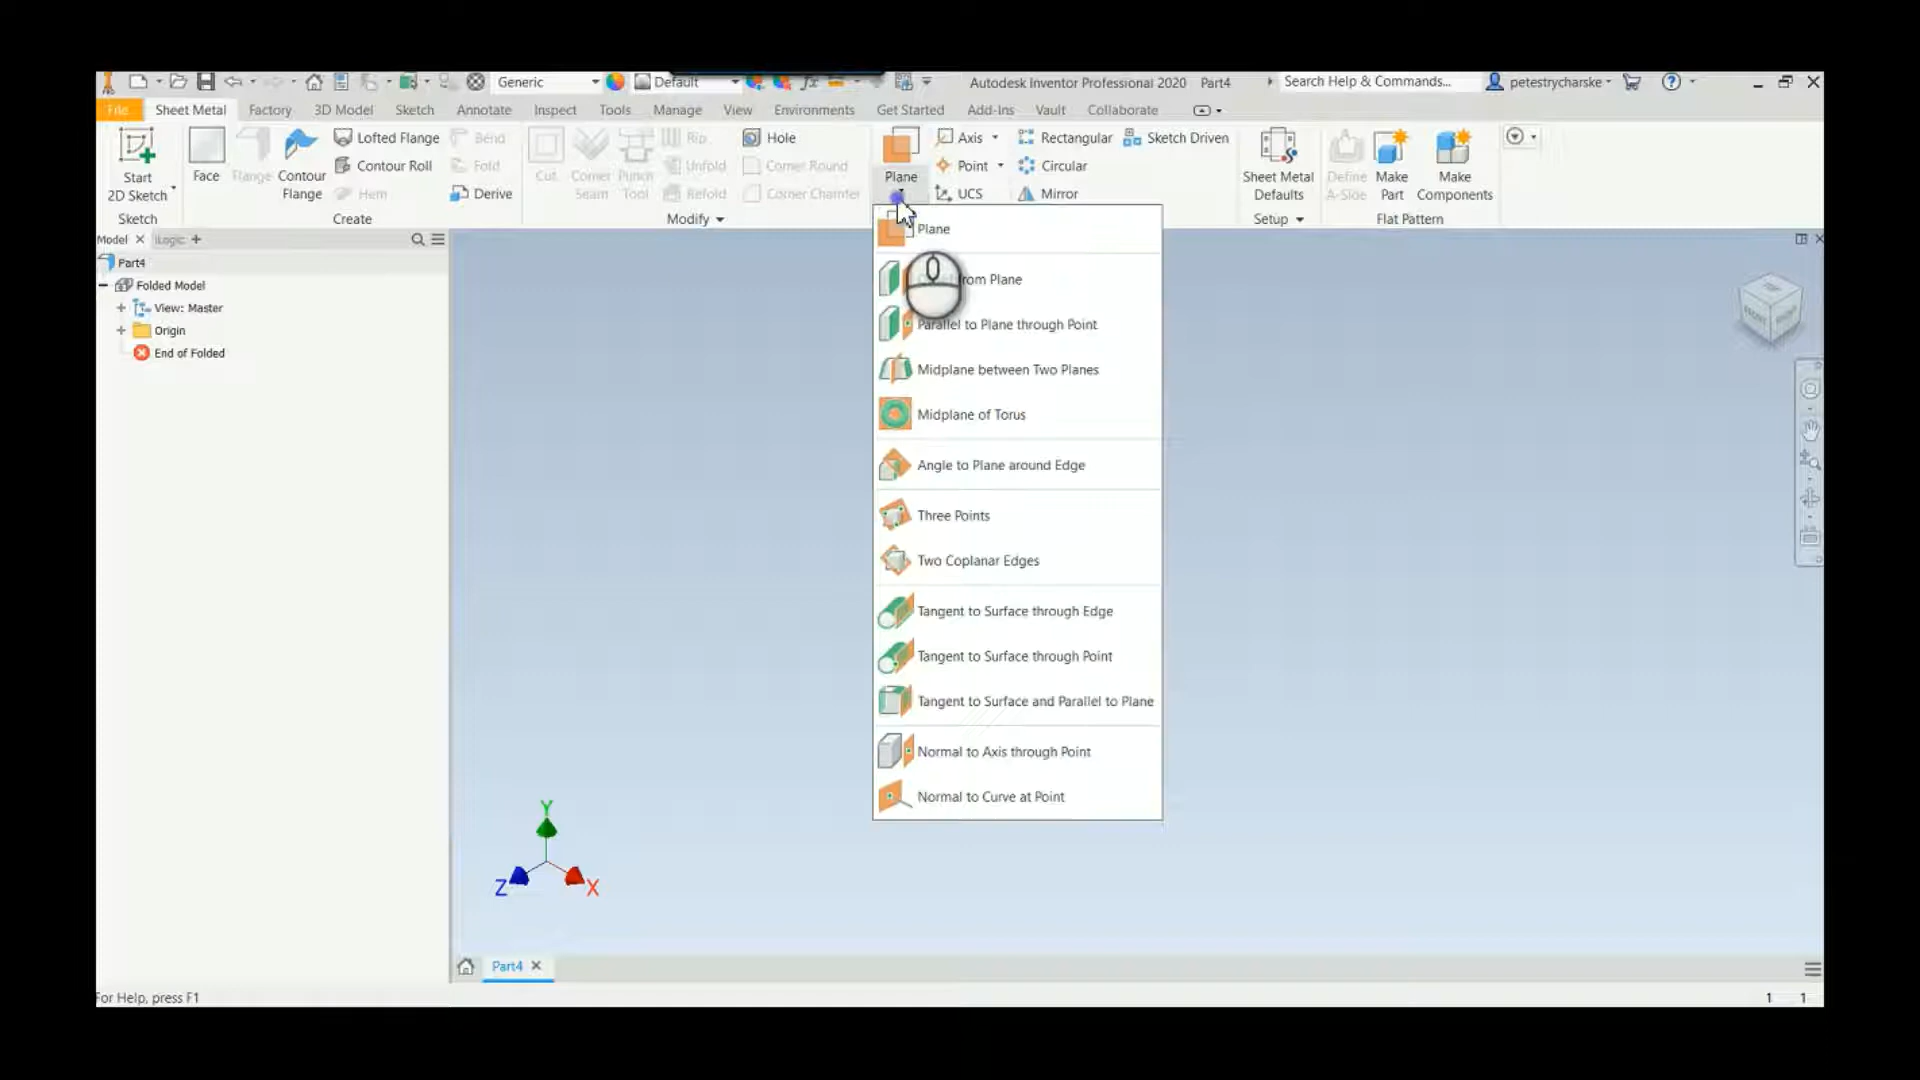 Generic
Default
Autodesk Inventor Professional 2020 Part4
Search Help & Commands...
petestrycharske
File Sheet Metal Factory 3D Model Sketch Annotate Inspect Tools Manage View Environments Get Started Add-Ins Vault Collaborate
Start
2D Sketch
Sketch
Face
Flange
Contour
Flange
Lofted Flange
Contour Roll
Hem
Bend
Fold
Derive
Create
Cut
Corner
Seam
Punch
Tool
Rip
Unfold
Refold
Hole
Corner Round
Corner Chamfer
Modify
Plane
Axis
Point
UCS
Rectangular
Circular
Mirror
Sketch Driven
Sheet Metal
Defaults
Setup
Define
A-Side
Make
Part
Make
Components
Flat Pattern
Model
iLogic
Part4
Folded Model
View: Master
Origin
End of Folded
Plane
from Plane
Parallel to Plane through Point
Midplane between Two Planes
Midplane of Torus
Angle to Plane around Edge
Three Points
Two Coplanar Edges
Tangent to Surface through Edge
Tangent to Surface through Point
Tangent to Surface and Parallel to Plane
Normal to Axis through Point
Normal to Curve at Point
Y
Z
X
Part4
For Help, press F1
1 1